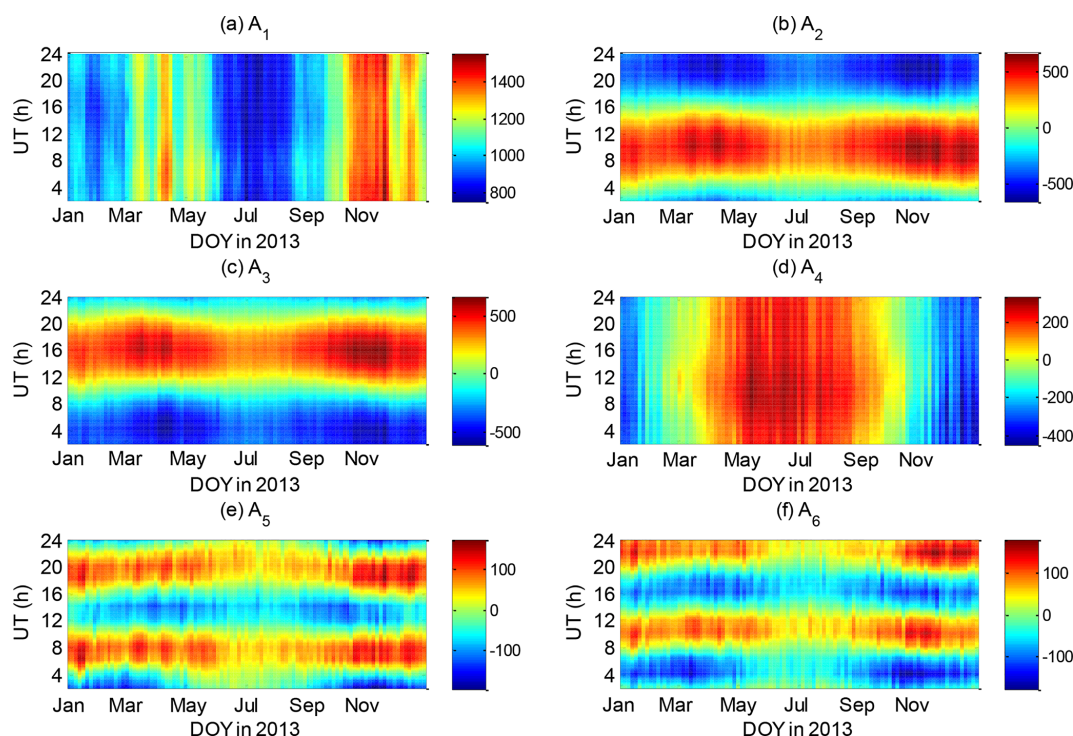 (a) A1
24
20
16
12
8
4
UT (h)
Jan Mar May Jul Sep Nov
DOY in 2013
1400
1200
1000
800
(b) A2
24
20
16
12
8
4
UT (h)
Jan Mar May Jul Sep Nov
DOY in 2013
500
0
-500
(c) A3
24
20
16
12
8
4
UT (h)
Jan Mar May Jul Sep Nov
DOY in 2013
500
0
-500
(d) A4
24
20
16
12
8
4
UT (h)
Jan Mar May Jul Sep Nov
DOY in 2013
200
0
-200
-400
(e) A5
24
20
16
12
8
4
UT (h)
Jan Mar May Jul Sep Nov
DOY in 2013
100
0
-100
(f) A6
24
20
16
12
8
4
UT (h)
Jan Mar May Jul Sep Nov
DOY in 2013
100
0
-100